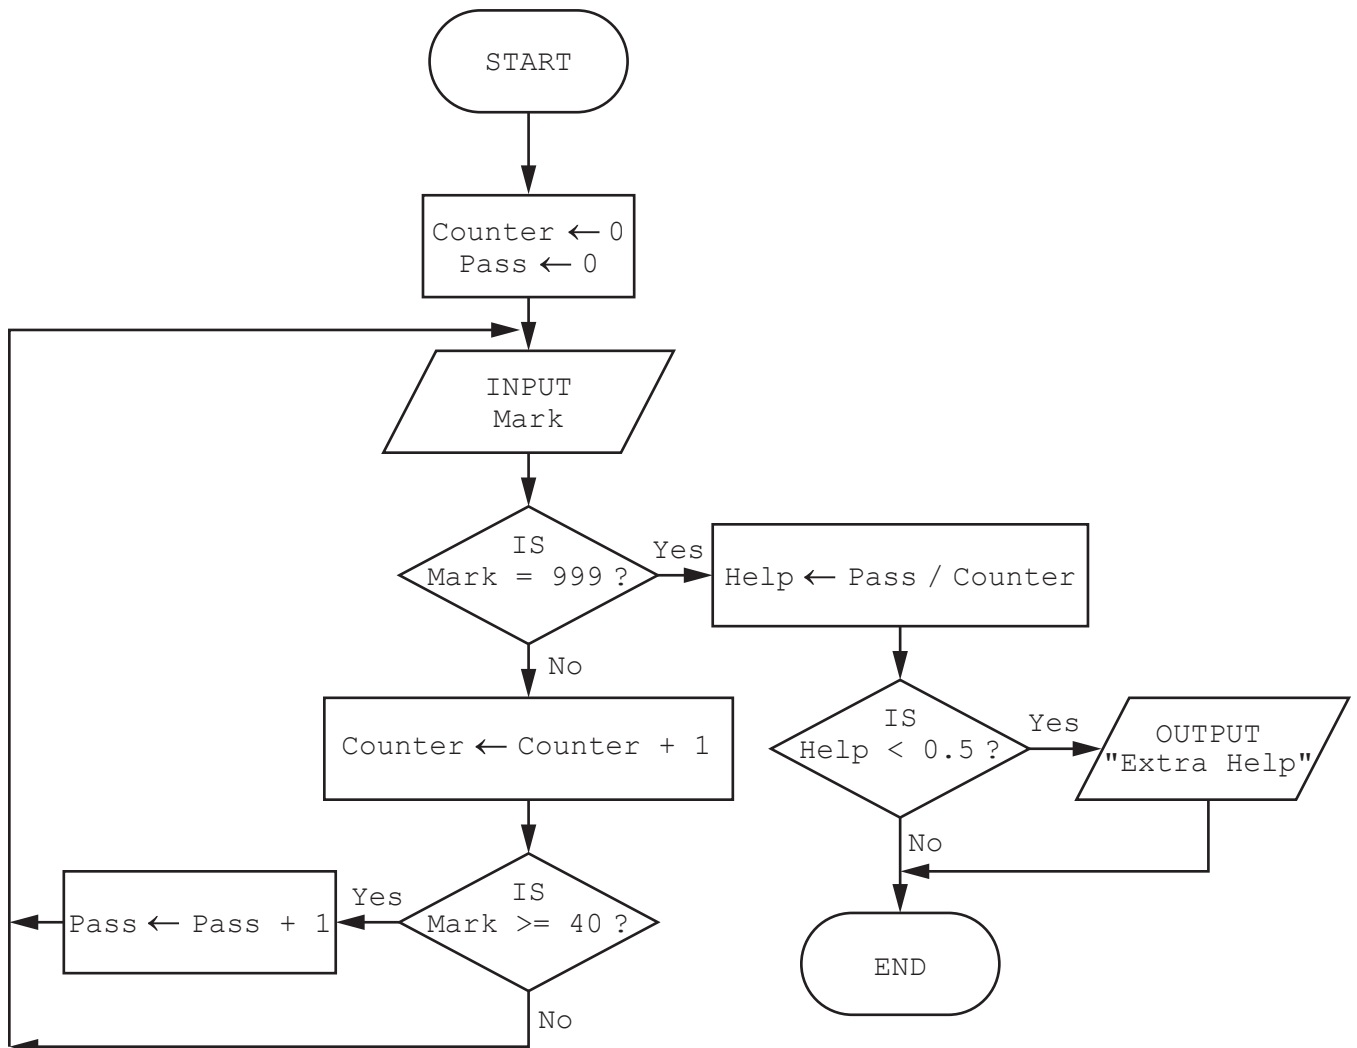 START
Counter ← 0
Pass ← 0
INPUT
Mark
IS
Mark = 999 ?
Yes
Help ← Pass / Counter
No
Counter ← Counter + 1
IS
Help < 0.5 ?
Yes
OUTPUT
"Extra Help"
No
IS
Mark >= 40 ?
Yes
Pass ← Pass + 1
No
END